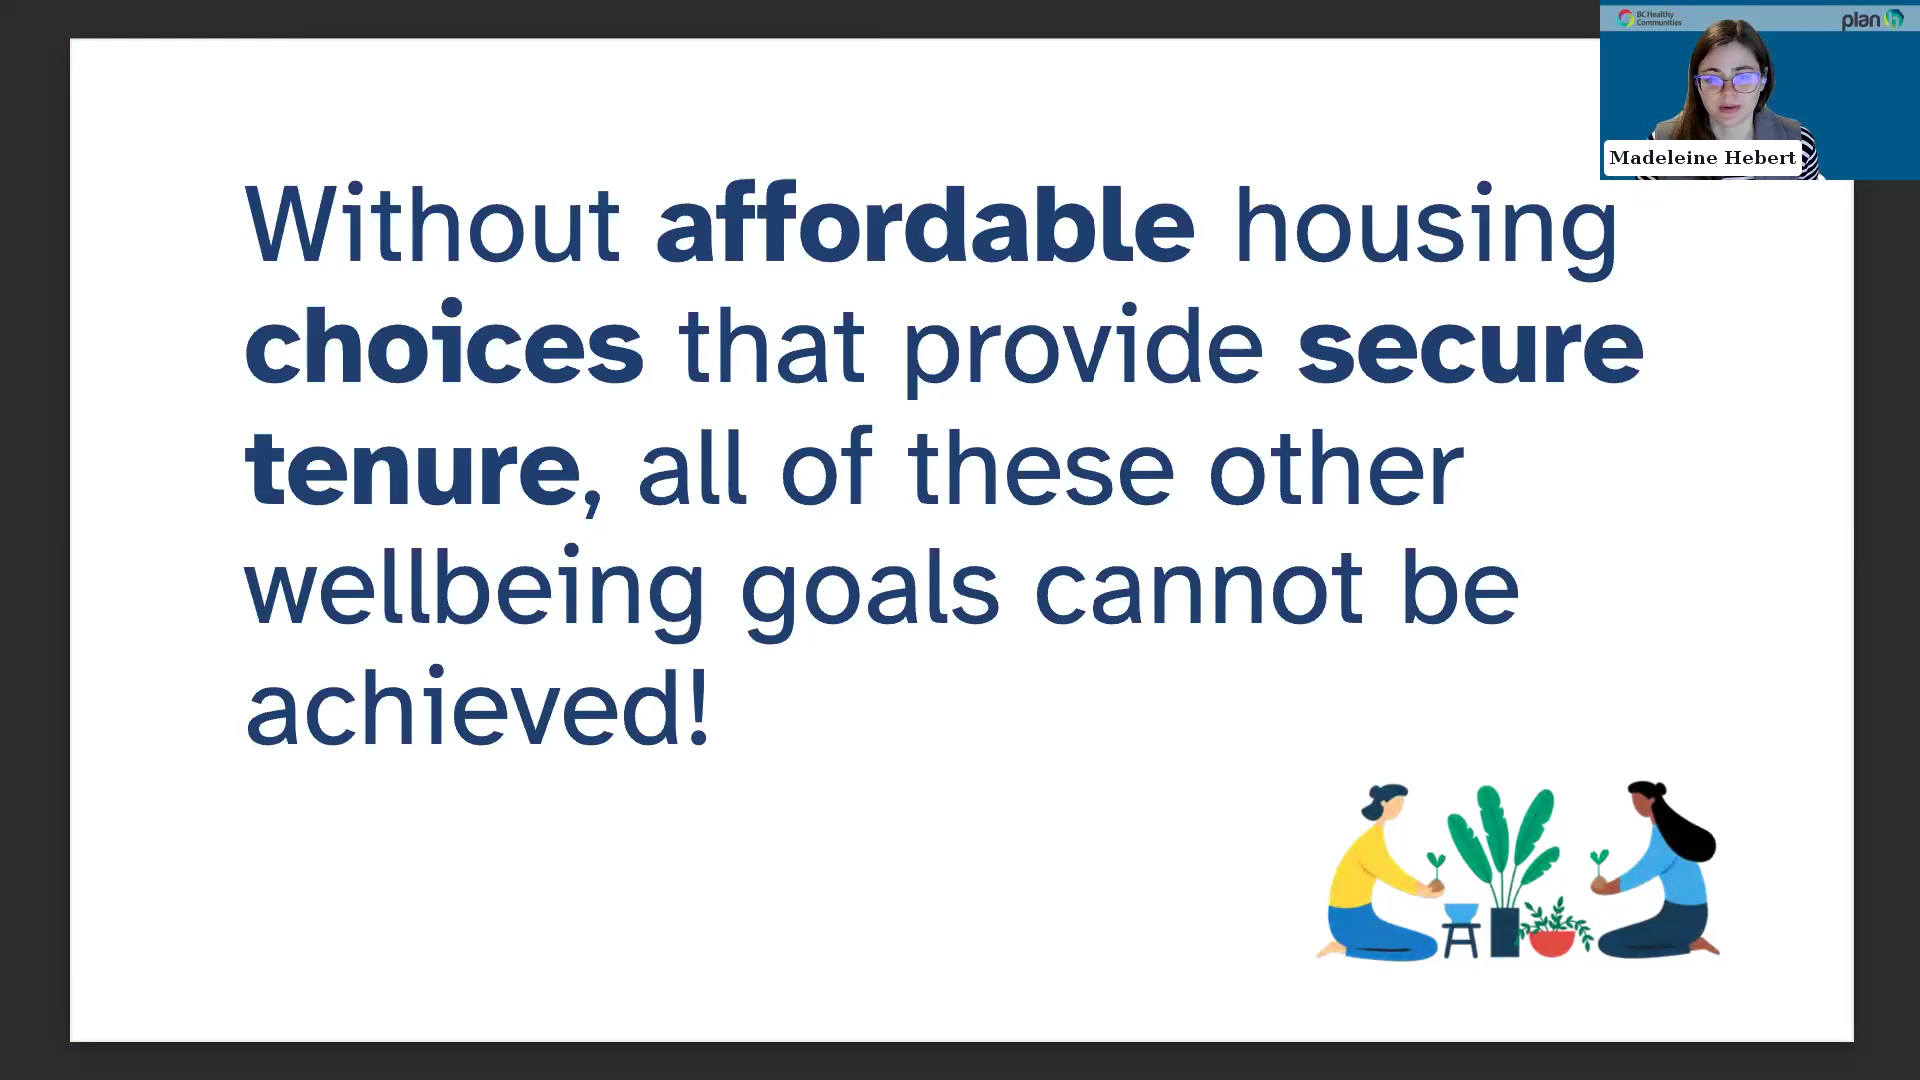 BC Healthy
Communities
plan h
Madeleine Hebert
Without affordable housing
choices that provide secure
tenure, all of these other
wellbeing goals cannot be
achieved!